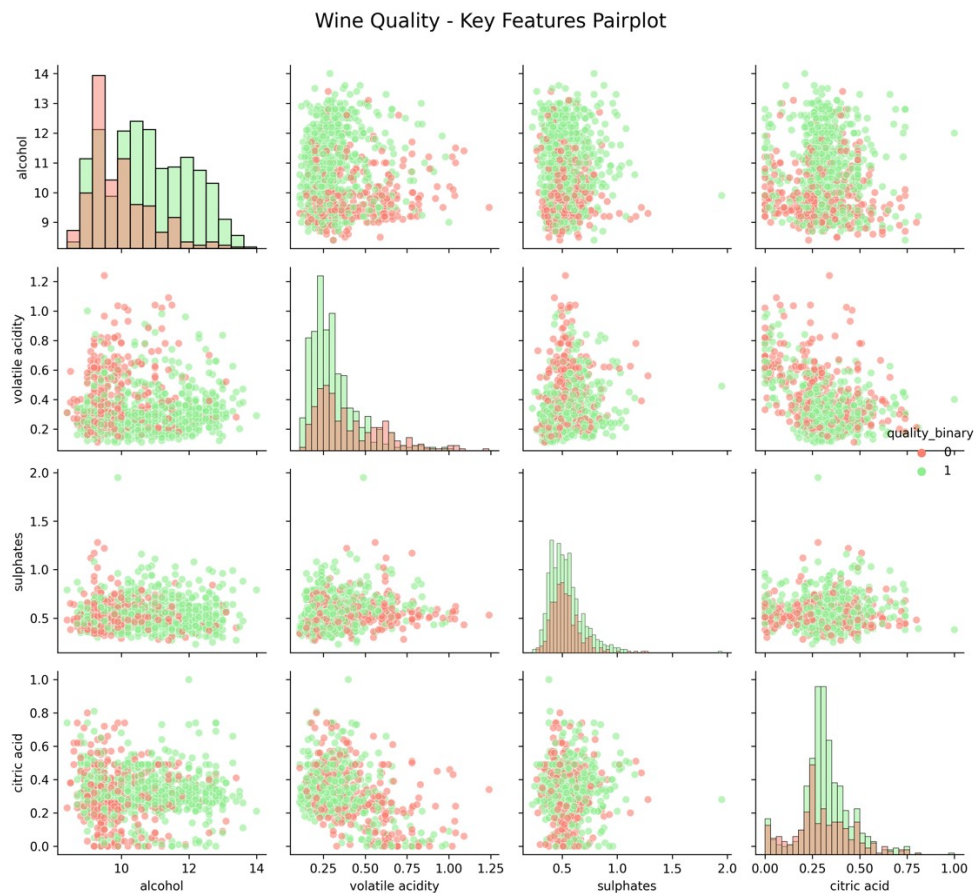 Wine Quality - Key Features Pairplot
14
13
12
11
10
9
alcohol
1.2
1.0
0.8
0.6
0.4
0.2
volatile acidity
quality_binary
0
1
2.0
1.5
1.0
0.5
sulphates
1.0
0.8
0.6
0.4
0.2
0.0
citric acid
10 12 14
alcohol
0.25 0.50 0.75 1.00 1.25
volatile acidity
0.5 1.0 1.5 2.0
sulphates
0.00 0.25 0.50 0.75 1.00
citric acid